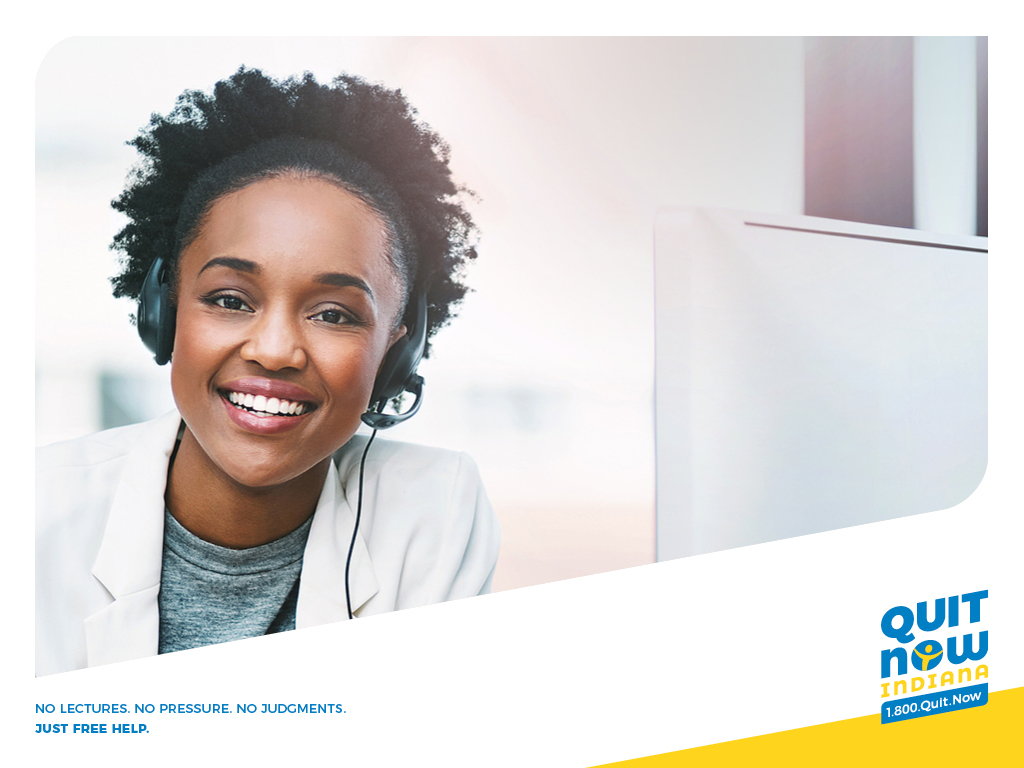 NO LECTURES. NO PRESSURE. NO JUDGMENTS.
JUST FREE HELP.
QUIT
NOW
INDIANA
1.800.Quit.Now